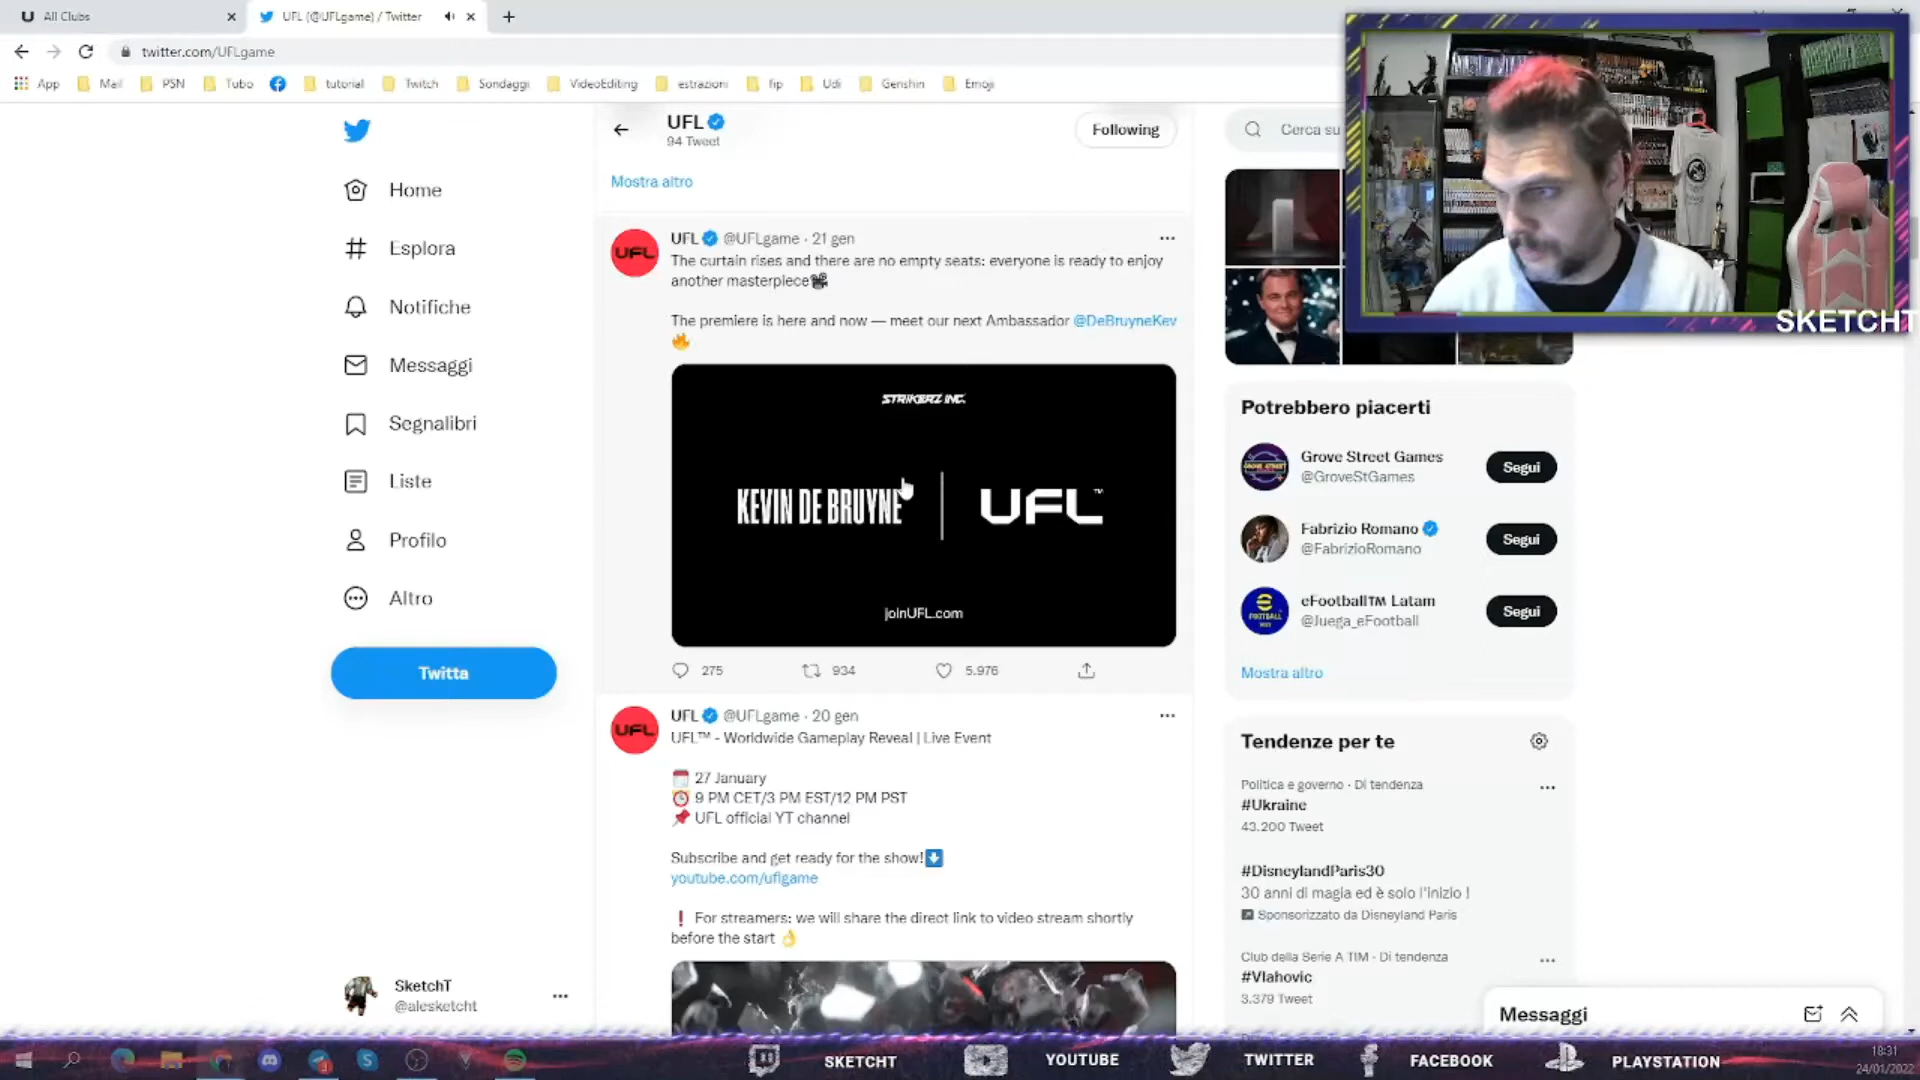 All Clubs
UFL (@UFLgame) / Twitter
twitter.com/UFLgame
App
Mail
PSN
Tubo
tutorial
Twitch
Sondaggi
VideoEditing
estrazioni
fip
Udi
Genshin
Emoji
UFL
94 Tweet
Following
Cerca su
SKETCHT
Mostra altro
Home
Esplora
Notifiche
Messaggi
Segnalibri
Liste
Profilo
Altro
Twitta
SketchT
@alesketcht
UFL
UFL @UFLgame · 21 gen
The curtain rises and there are no empty seats: everyone is ready to enjoy
another masterpiece🎥
The premiere is here and now — meet our next Ambassador @DeBruyneKev
🔥
STRIKERZ INC.
KEVIN DE BRUYNE | UFL™
joinUFL.com
275
934
5.976
UFL
UFL @UFLgame · 20 gen
UFL™ - Worldwide Gameplay Reveal | Live Event
🗓 27 January
⏰ 9 PM CET/3 PM EST/12 PM PST
📌 UFL official YT channel
Subscribe and get ready for the show!⬇️
youtube.com/uflgame
❗ For streamers: we will share the direct link to video stream shortly
before the start 👌
Potrebbero piacerti
Grove Street Games
@GroveStGames
Segui
Fabrizio Romano
@FabrizioRomano
Segui
eFootball™ Latam
@Juega_eFootball
Segui
Mostra altro
Tendenze per te
Politica e governo · Di tendenza
#Ukraine
43.200 Tweet
#DisneylandParis30
30 anni di magia ed è solo l'inizio !
Sponsorizzato da Disneyland Paris
Club della Serie A TIM · Di tendenza
#Vlahovic
3.379 Tweet
Messaggi
SKETCHT
YOUTUBE
TWITTER
FACEBOOK
PLAYSTATION
18:31
24/01/2022